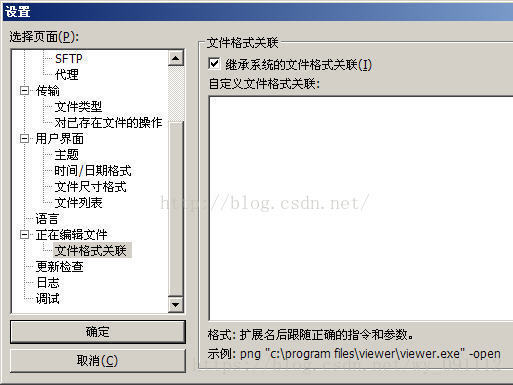 设置
选择页面(P):
SFTP
代理
传输
文件类型
对已存在文件的操作
用户界面
主题
时间/日期格式
文件尺寸格式
文件列表
语言
正在编辑文件
文件格式关联
更新检查
日志
调试
确定
取消(C)
文件格式关联
继承系统的文件格式关联(I)
自定义文件格式关联:
http://blog.csdn.net/
格式: 扩展名后跟随正确的指令和参数。
示例: png "c:\program files\viewer\viewer.exe" -open